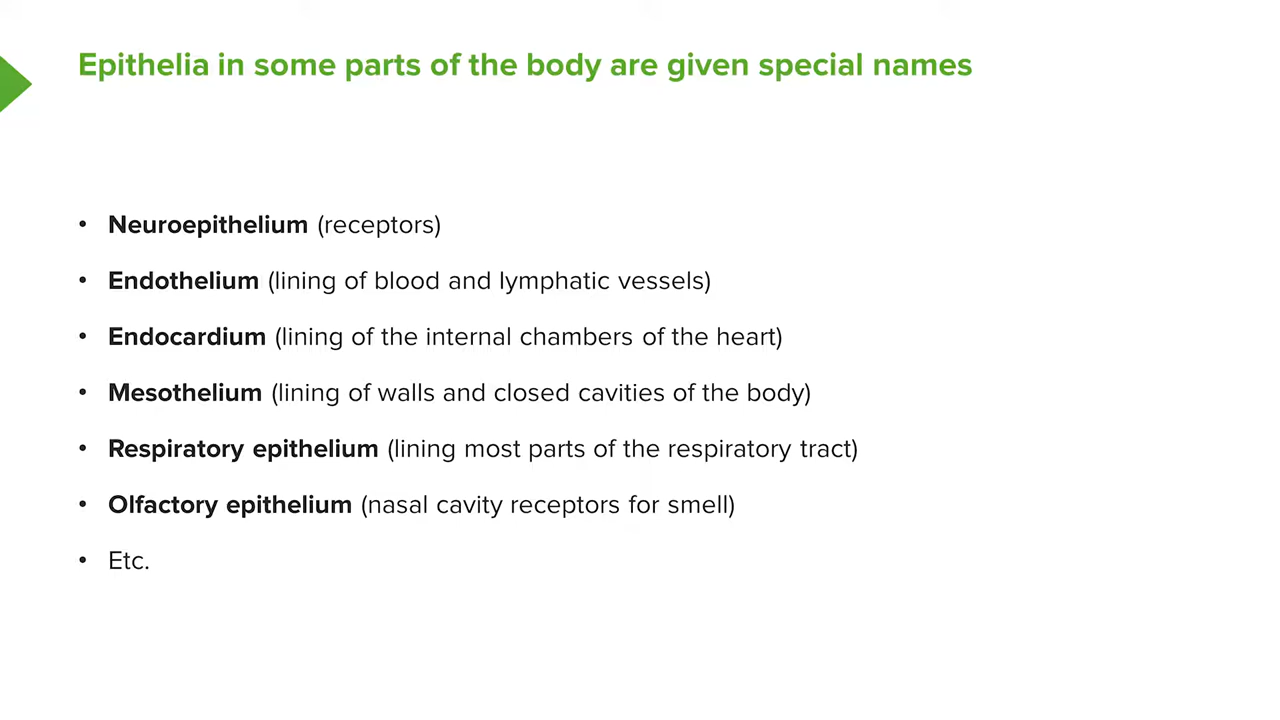 Epithelia in some parts of the body are given special names
• Neuroepithelium (receptors)
• Endothelium (lining of blood and lymphatic vessels)
• Endocardium (lining of the internal chambers of the heart)
• Mesothelium (lining of walls and closed cavities of the body)
• Respiratory epithelium (lining most parts of the respiratory tract)
• Olfactory epithelium (nasal cavity receptors for smell)
• Etc.